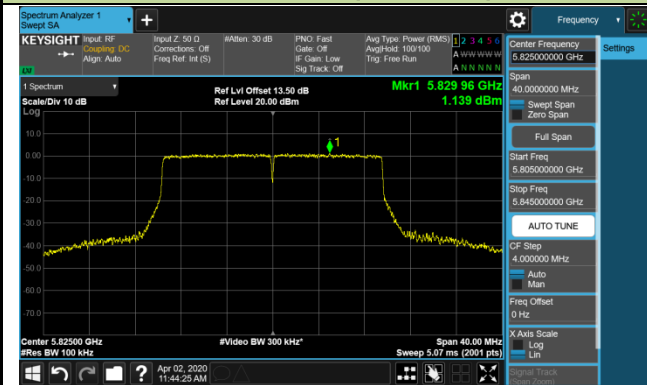 Spectrum Analyzer 1
Swept SA
Frequency
KEYSIGHT
Input: RF
Coupling: DC
Align: Auto
Input Z: 50 Ω
Corrections: Off
Freq Ref: Int (S)
#Atten: 30 dB
PNO: Fast
Gate: Off
IF Gain: Low
Sig Track: Off
Avg Type: Power (RMS)
Avg|Hold: 100/100
Trig: Free Run
1 2 3 4 5 6
A W W W W W
A N N N N N
LVI
1 Spectrum
Scale/Div 10 dB
Log
Ref Lvl Offset 13.50 dB
Ref Level 20.00 dBm
Mkr1 5.829 96 GHz
1.139 dBm
10.0
0.00
-10.0
-20.0
-30.0
-40.0
-50.0
-60.0
-70.0
1
Center 5.82500 GHz
#Res BW 100 kHz
#Video BW 300 kHz*
Span 40.00 MHz
Sweep 5.07 ms (2001 pts)
Apr 02, 2020
11:44:25 AM
?
Center Frequency
5.825000000 GHz
Span
40.0000000 MHz
Swept Span
Zero Span
Full Span
Start Freq
5.805000000 GHz
Stop Freq
5.845000000 GHz
AUTO TUNE
CF Step
4.000000 MHz
Auto
Man
Freq Offset
0 Hz
X Axis Scale
Log
Lin
Signal Track
(Span Zoom)
Settings